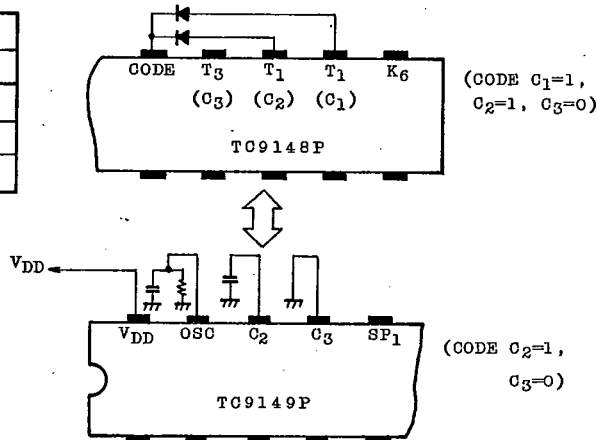 CODE T3 T1 T1 K6
(C3) (C2) (C1)
(CODE C1=1,
C2=1, C3=0)
TC9148P
VDD
VDD OSC C2 C3 SP1
(CODE C2=1,
C3=0)
TC9149P